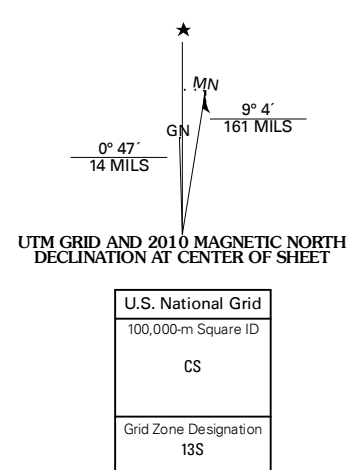 MN
GN
9° 4´
161 MILS
0° 47´
14 MILS
UTM GRID AND 2010 MAGNETIC NORTH
DECLINATION AT CENTER OF SHEET
U.S. National Grid
100,000-m Square ID
CS
Grid Zone Designation
13S